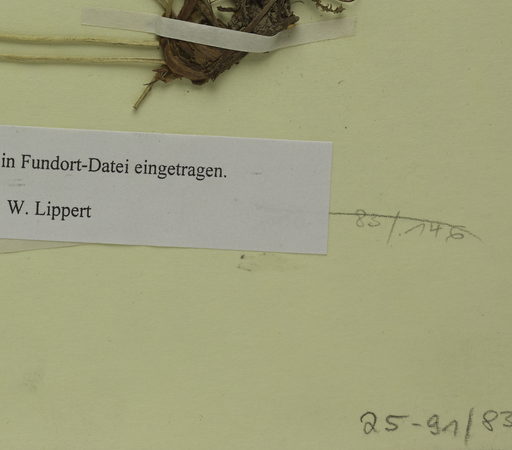 in Fundort-Datei eingetragen.
W. Lippert
83/.146
25-91/83